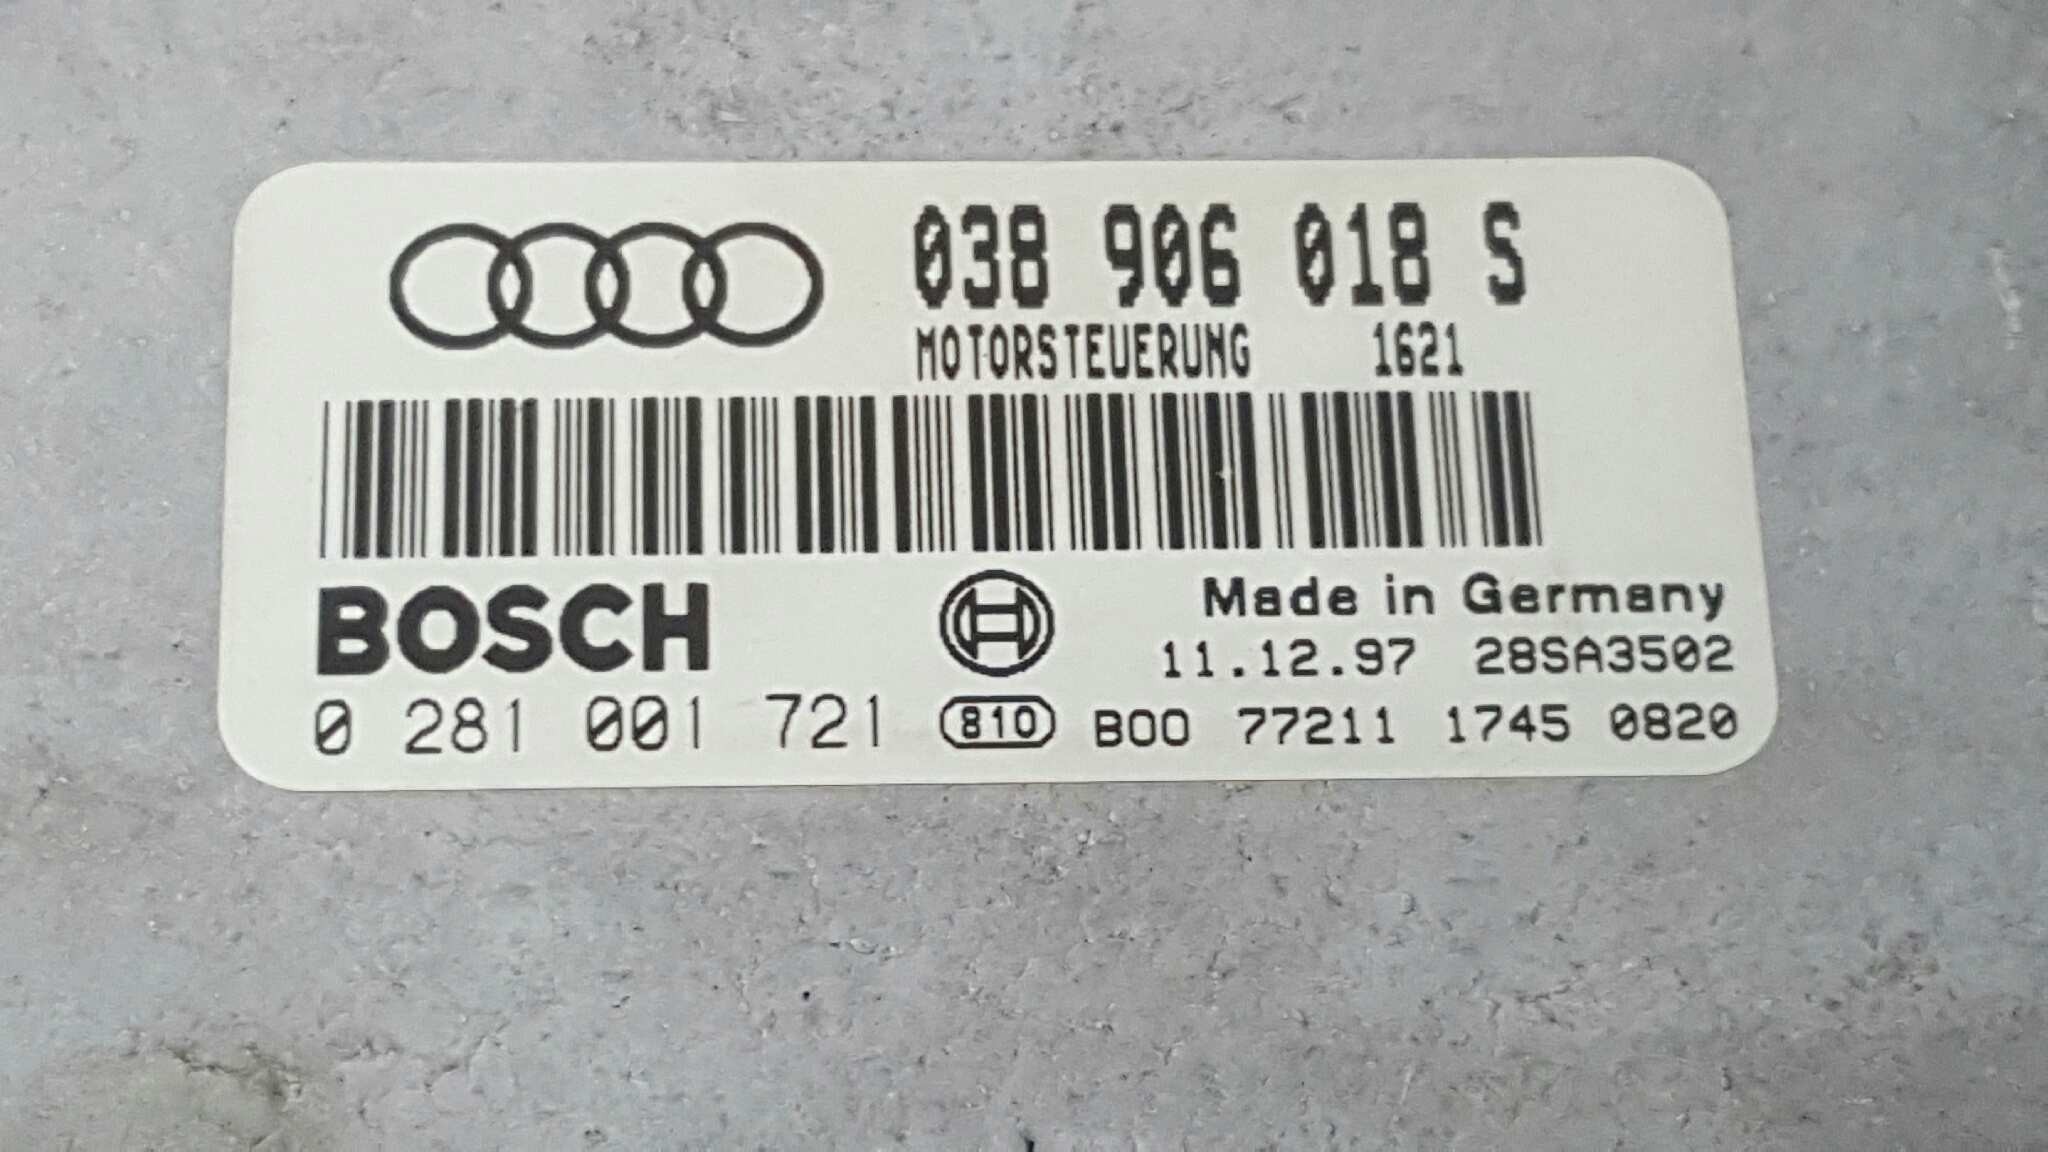 038 906 018 S
MOTORSTEUERUNG 1621
BOSCH
Made in Germany
11.12.97 28SA3502
0 281 001 721 810 B00 77211 1745 0820